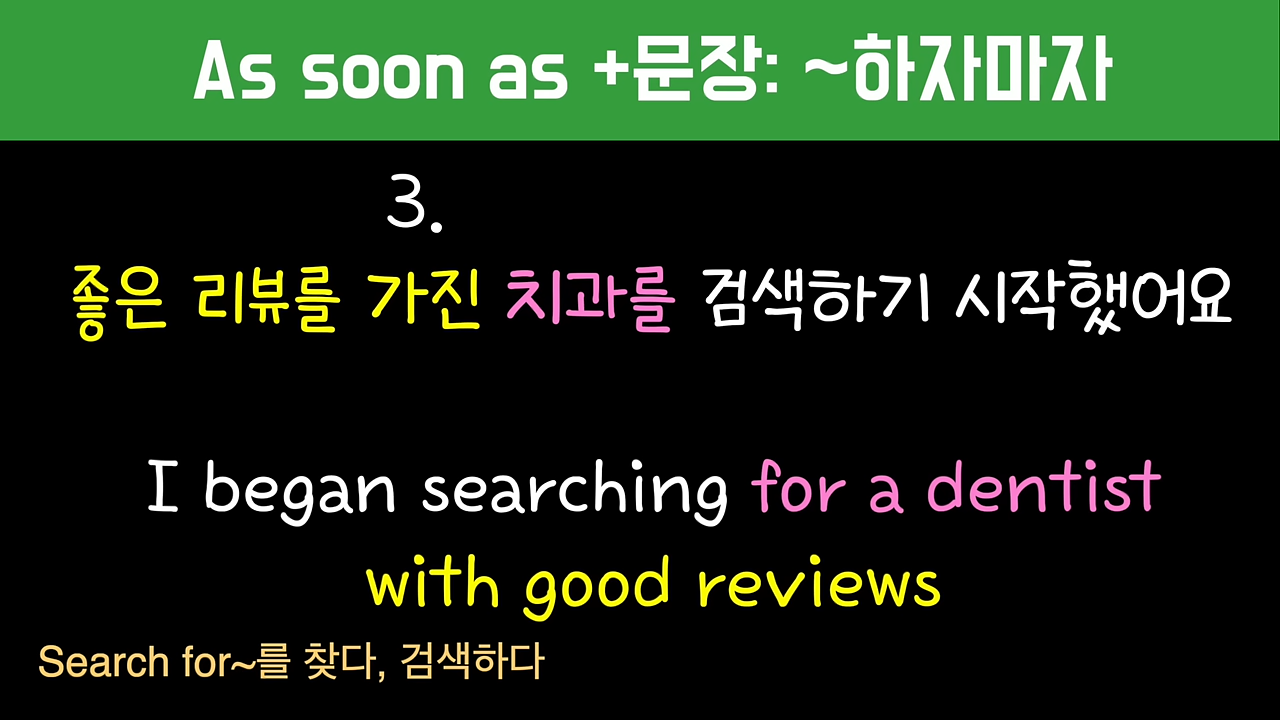 As soon as +문장: ~하자마자
3.
좋은 리뷰를 가진 치과를 검색하기 시작했어요
I began searching for a dentist
with good reviews
Search for~를 찾다, 검색하다